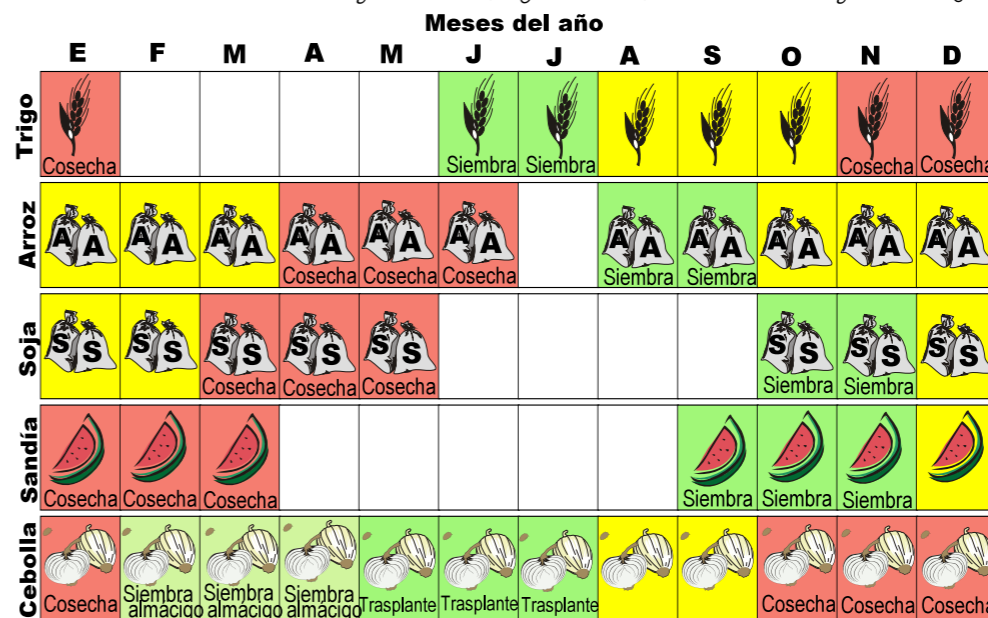 Meses del año
E F M A M J J A S O N D
Trigo
Cosecha Siembra Siembra Cosecha Cosecha
Arroz
A A A A A A A A A A A A A A A A A A A A A A
Cosecha Cosecha Cosecha Siembra Siembra
Soja
S S S S S S S S S S S S S S S S
Cosecha Cosecha Cosecha Siembra Siembra
Sandía
Cosecha Cosecha Cosecha Siembra Siembra Siembra
Cebolla
Cosecha Siembra almácigo Siembra almácigo Siembra almácigo Trasplante Trasplante Trasplante Cosecha Cosecha Cosecha